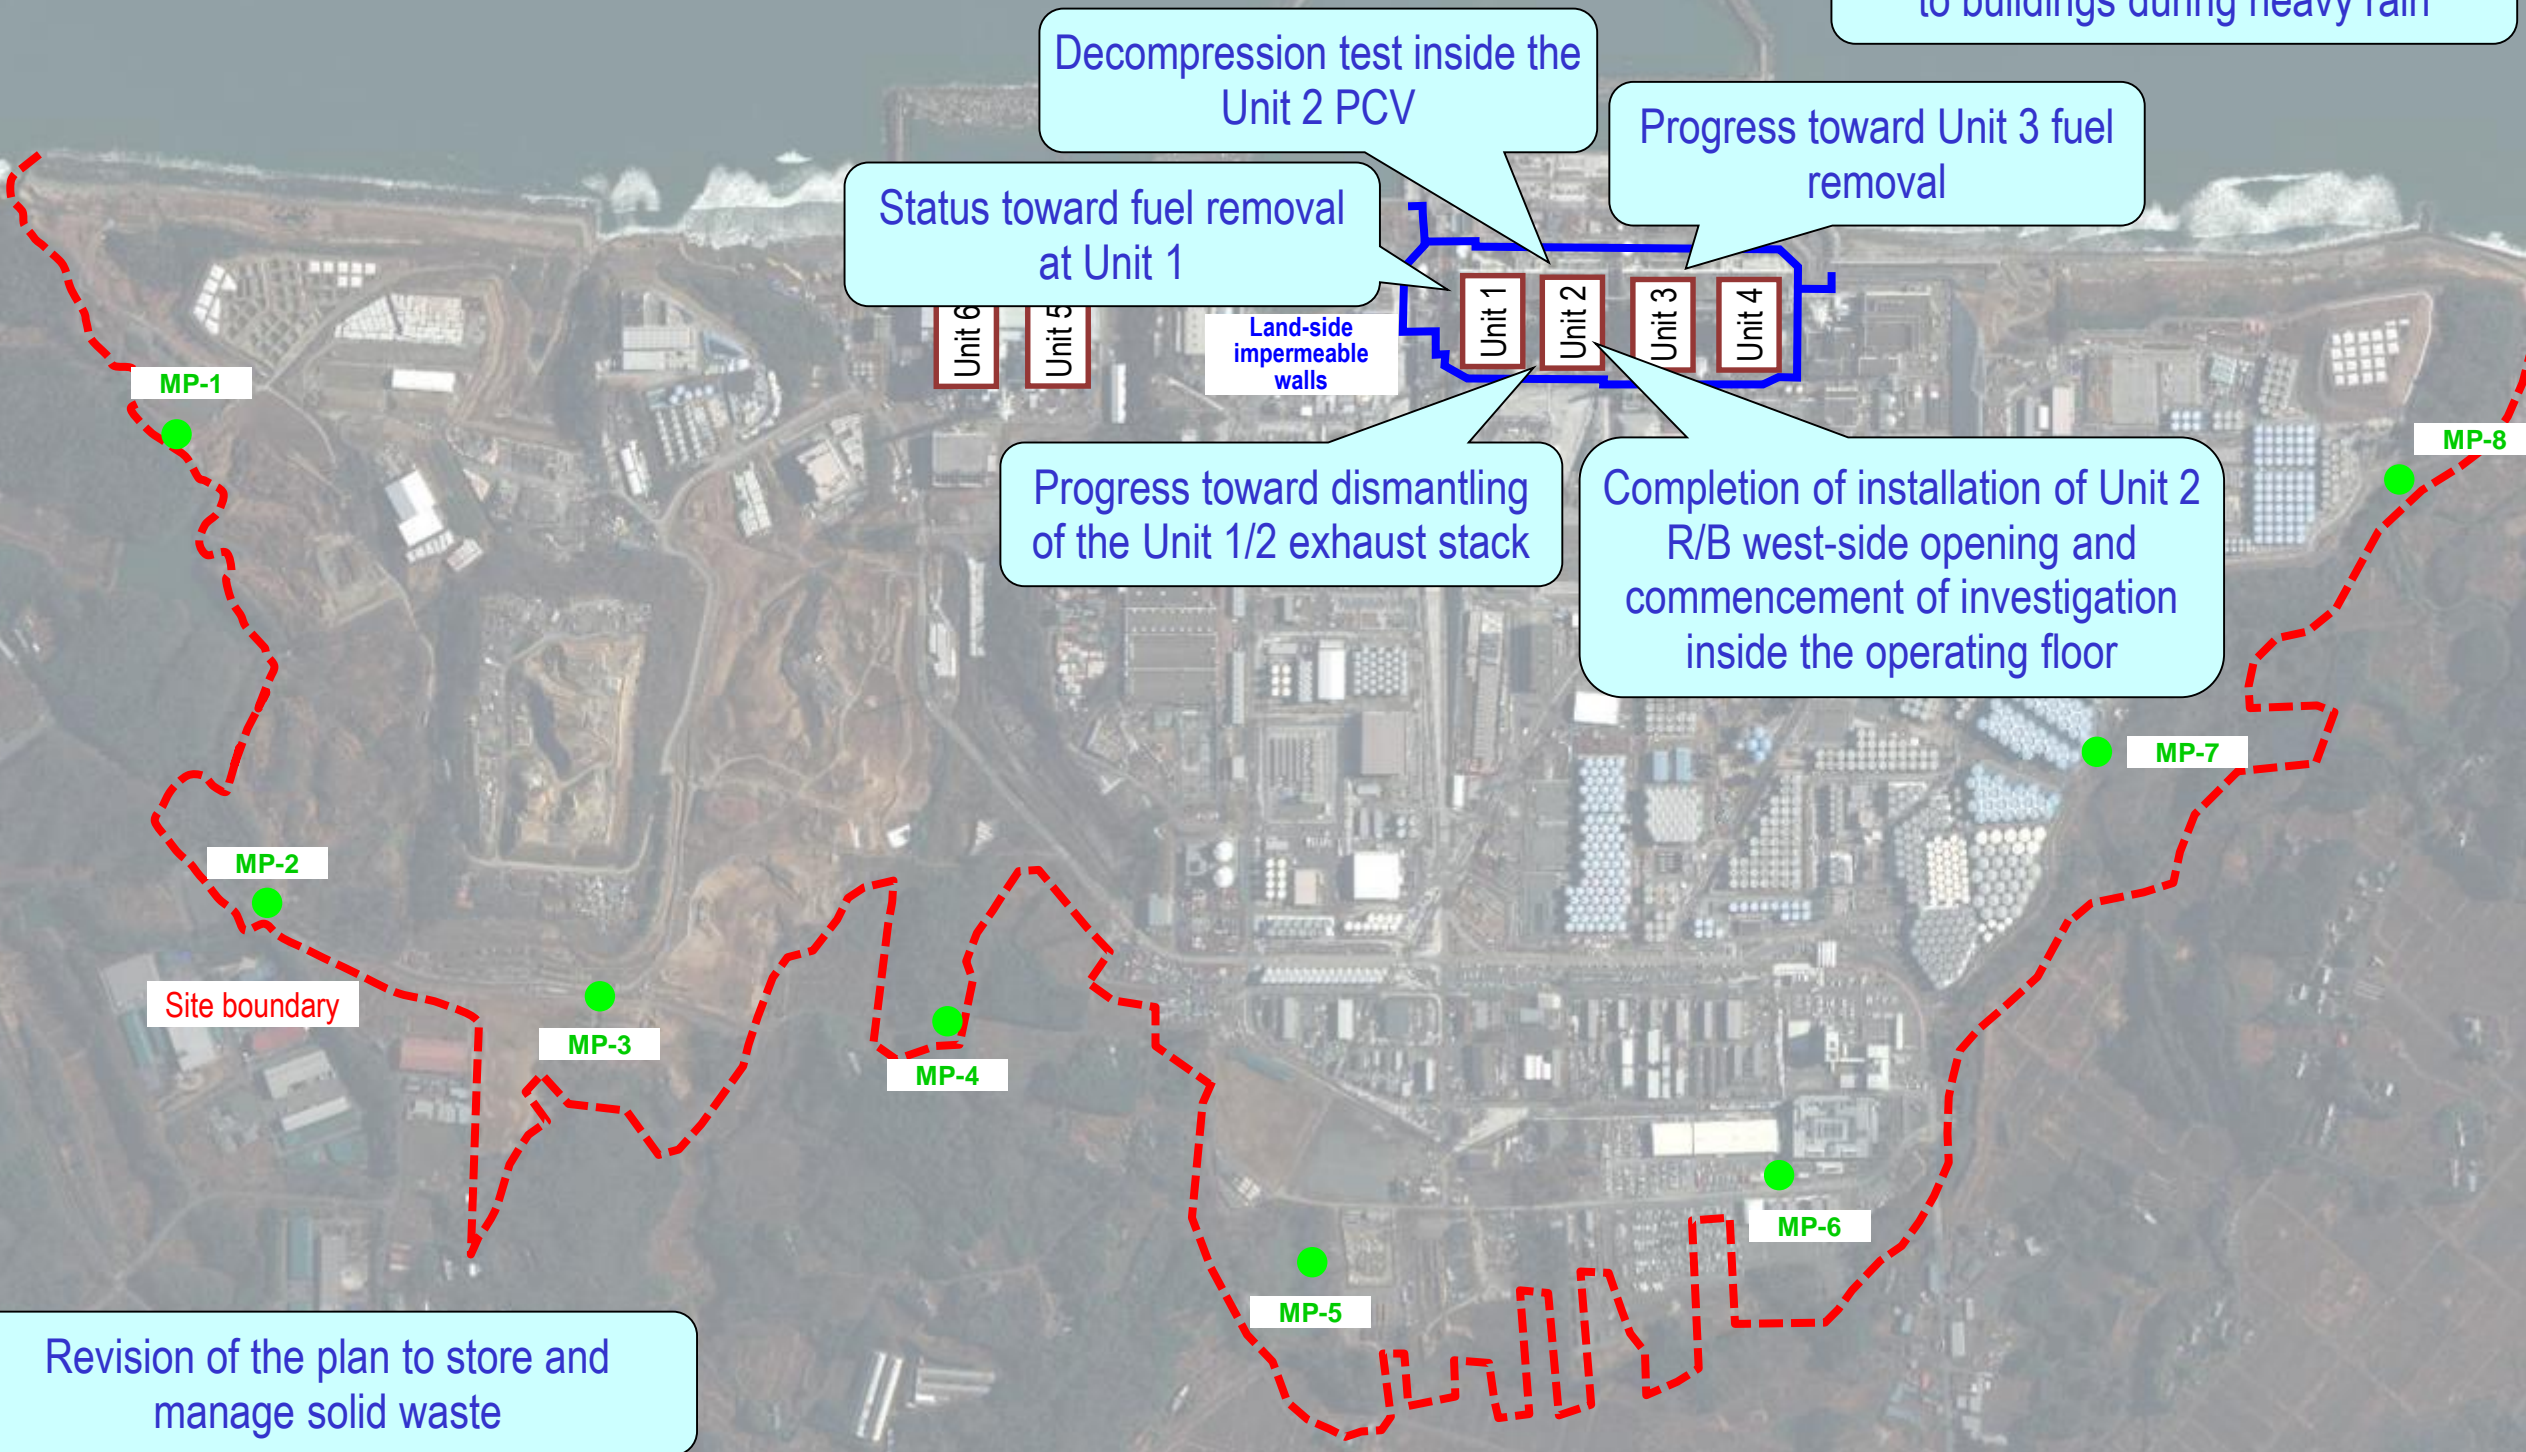 to buildings during heavy rain
Decompression test inside the
Unit 2 PCV
Progress toward Unit 3 fuel
removal
Status toward fuel removal
at Unit 1
Unit 6
Unit 5
Unit 1
Unit 2
Unit 3
Unit 4
Land-side
impermeable
walls
MP-1
MP-8
Progress toward dismantling
of the Unit 1/2 exhaust stack
Completion of installation of Unit 2
R/B west-side opening and
commencement of investigation
inside the operating floor
MP-7
MP-2
Site boundary
MP-3
MP-4
MP-6
MP-5
Revision of the plan to store and
manage solid waste